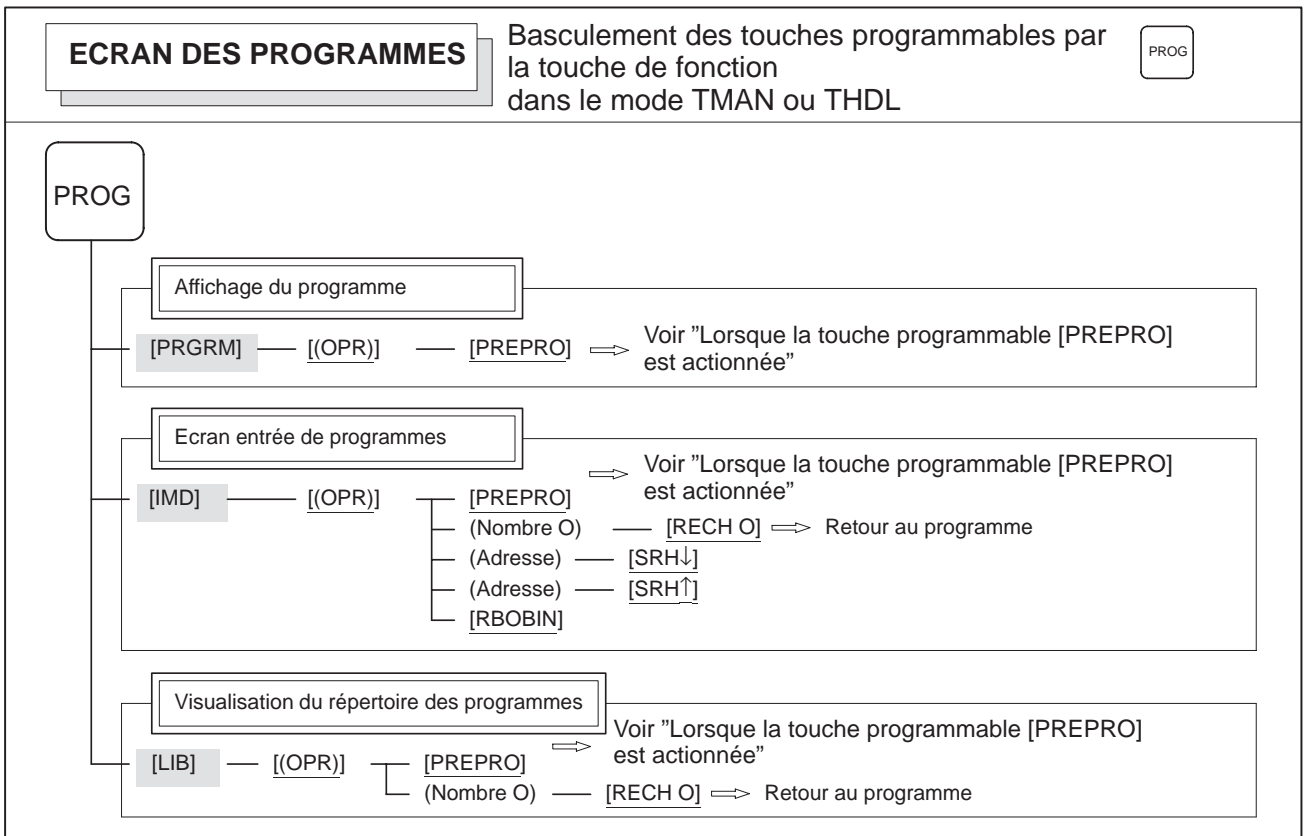 ECRAN DES PROGRAMMES
Basculement des touches programmables par
la touche de fonction
dans le mode TMAN ou THDL
PROG
PROG
Affichage du programme
[PRGRM] [(OPR)] [PREPRO] ⇒ Voir ”Lorsque la touche programmable [PREPRO]
est actionnée”
Ecran entrée de programmes
⇒ Voir ”Lorsque la touche programmable [PREPRO]
est actionnée”
[IMD] [(OPR)] [PREPRO]
(Nombre O) [RECH O] ⇒ Retour au programme
(Adresse) [SRH↓]
(Adresse) [SRH↑]
[RBOBIN]
Visualisation du répertoire des programmes
⇒ Voir ”Lorsque la touche programmable [PREPRO]
est actionnée”
[LIB] [(OPR)] [PREPRO]
(Nombre O) [RECH O] ⇒ Retour au programme